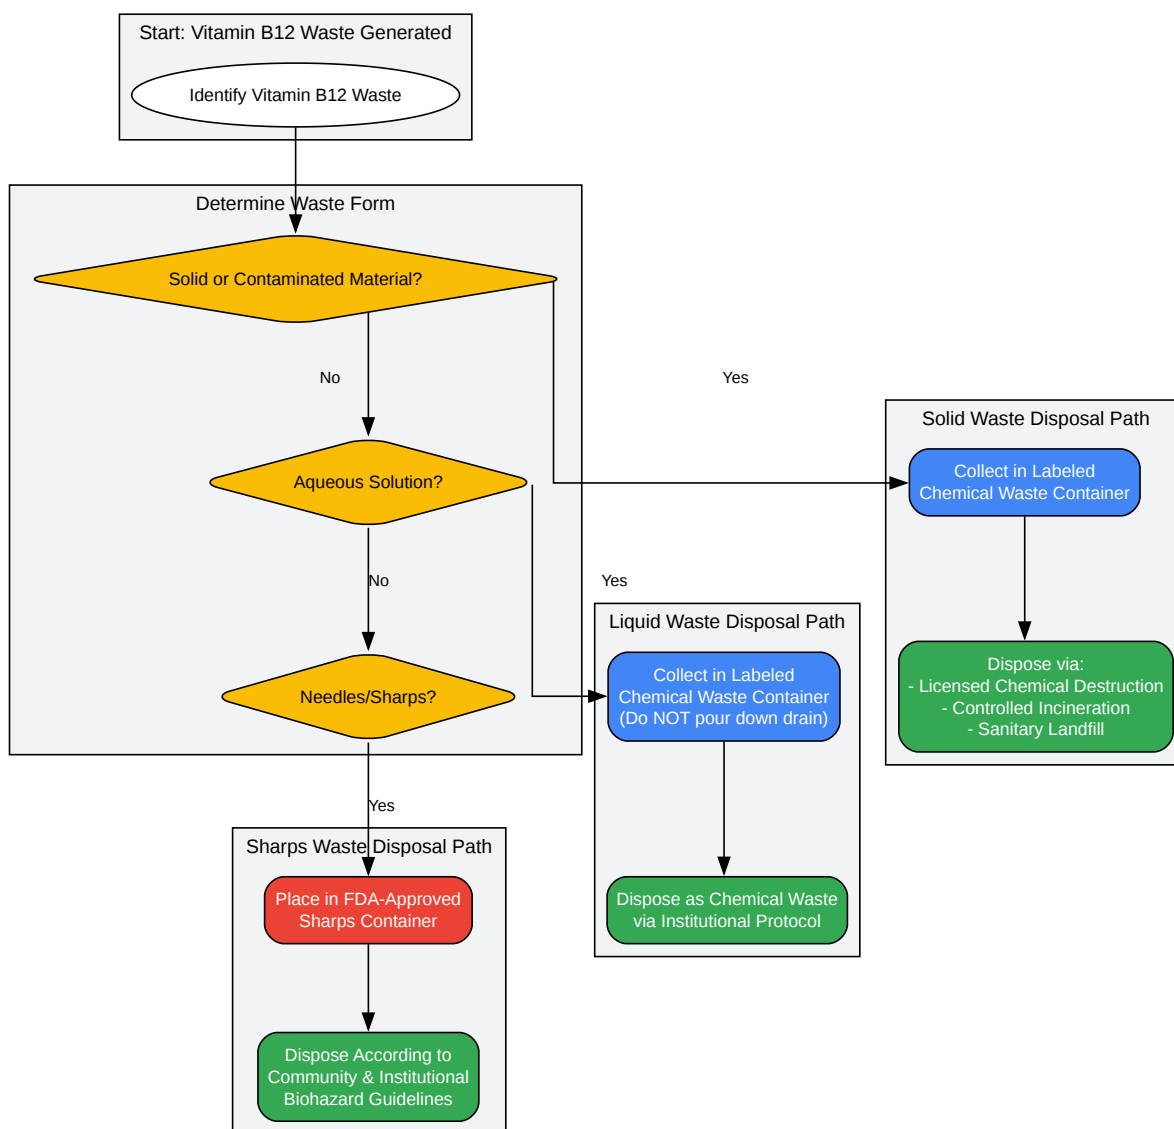 Start: Vitamin B12 Waste Generated
Identify Vitamin B12 Waste
Determine Waste Form
Solid or Contaminated Material?
No
Yes
Solid Waste Disposal Path
Collect in Labeled
Chemical Waste Container
Aqueous Solution?
No
Yes
Liquid Waste Disposal Path
Collect in Labeled
Chemical Waste Container
(Do NOT pour down drain)
Dispose via:
- Licensed Chemical Destruction
- Controlled Incineration
- Sanitary Landfill
Needles/Sharps?
Yes
Sharps Waste Disposal Path
Place in FDA-Approved
Sharps Container
Dispose as Chemical Waste
via Institutional Protocol
Dispose According to
Community & Institutional
Biohazard Guidelines